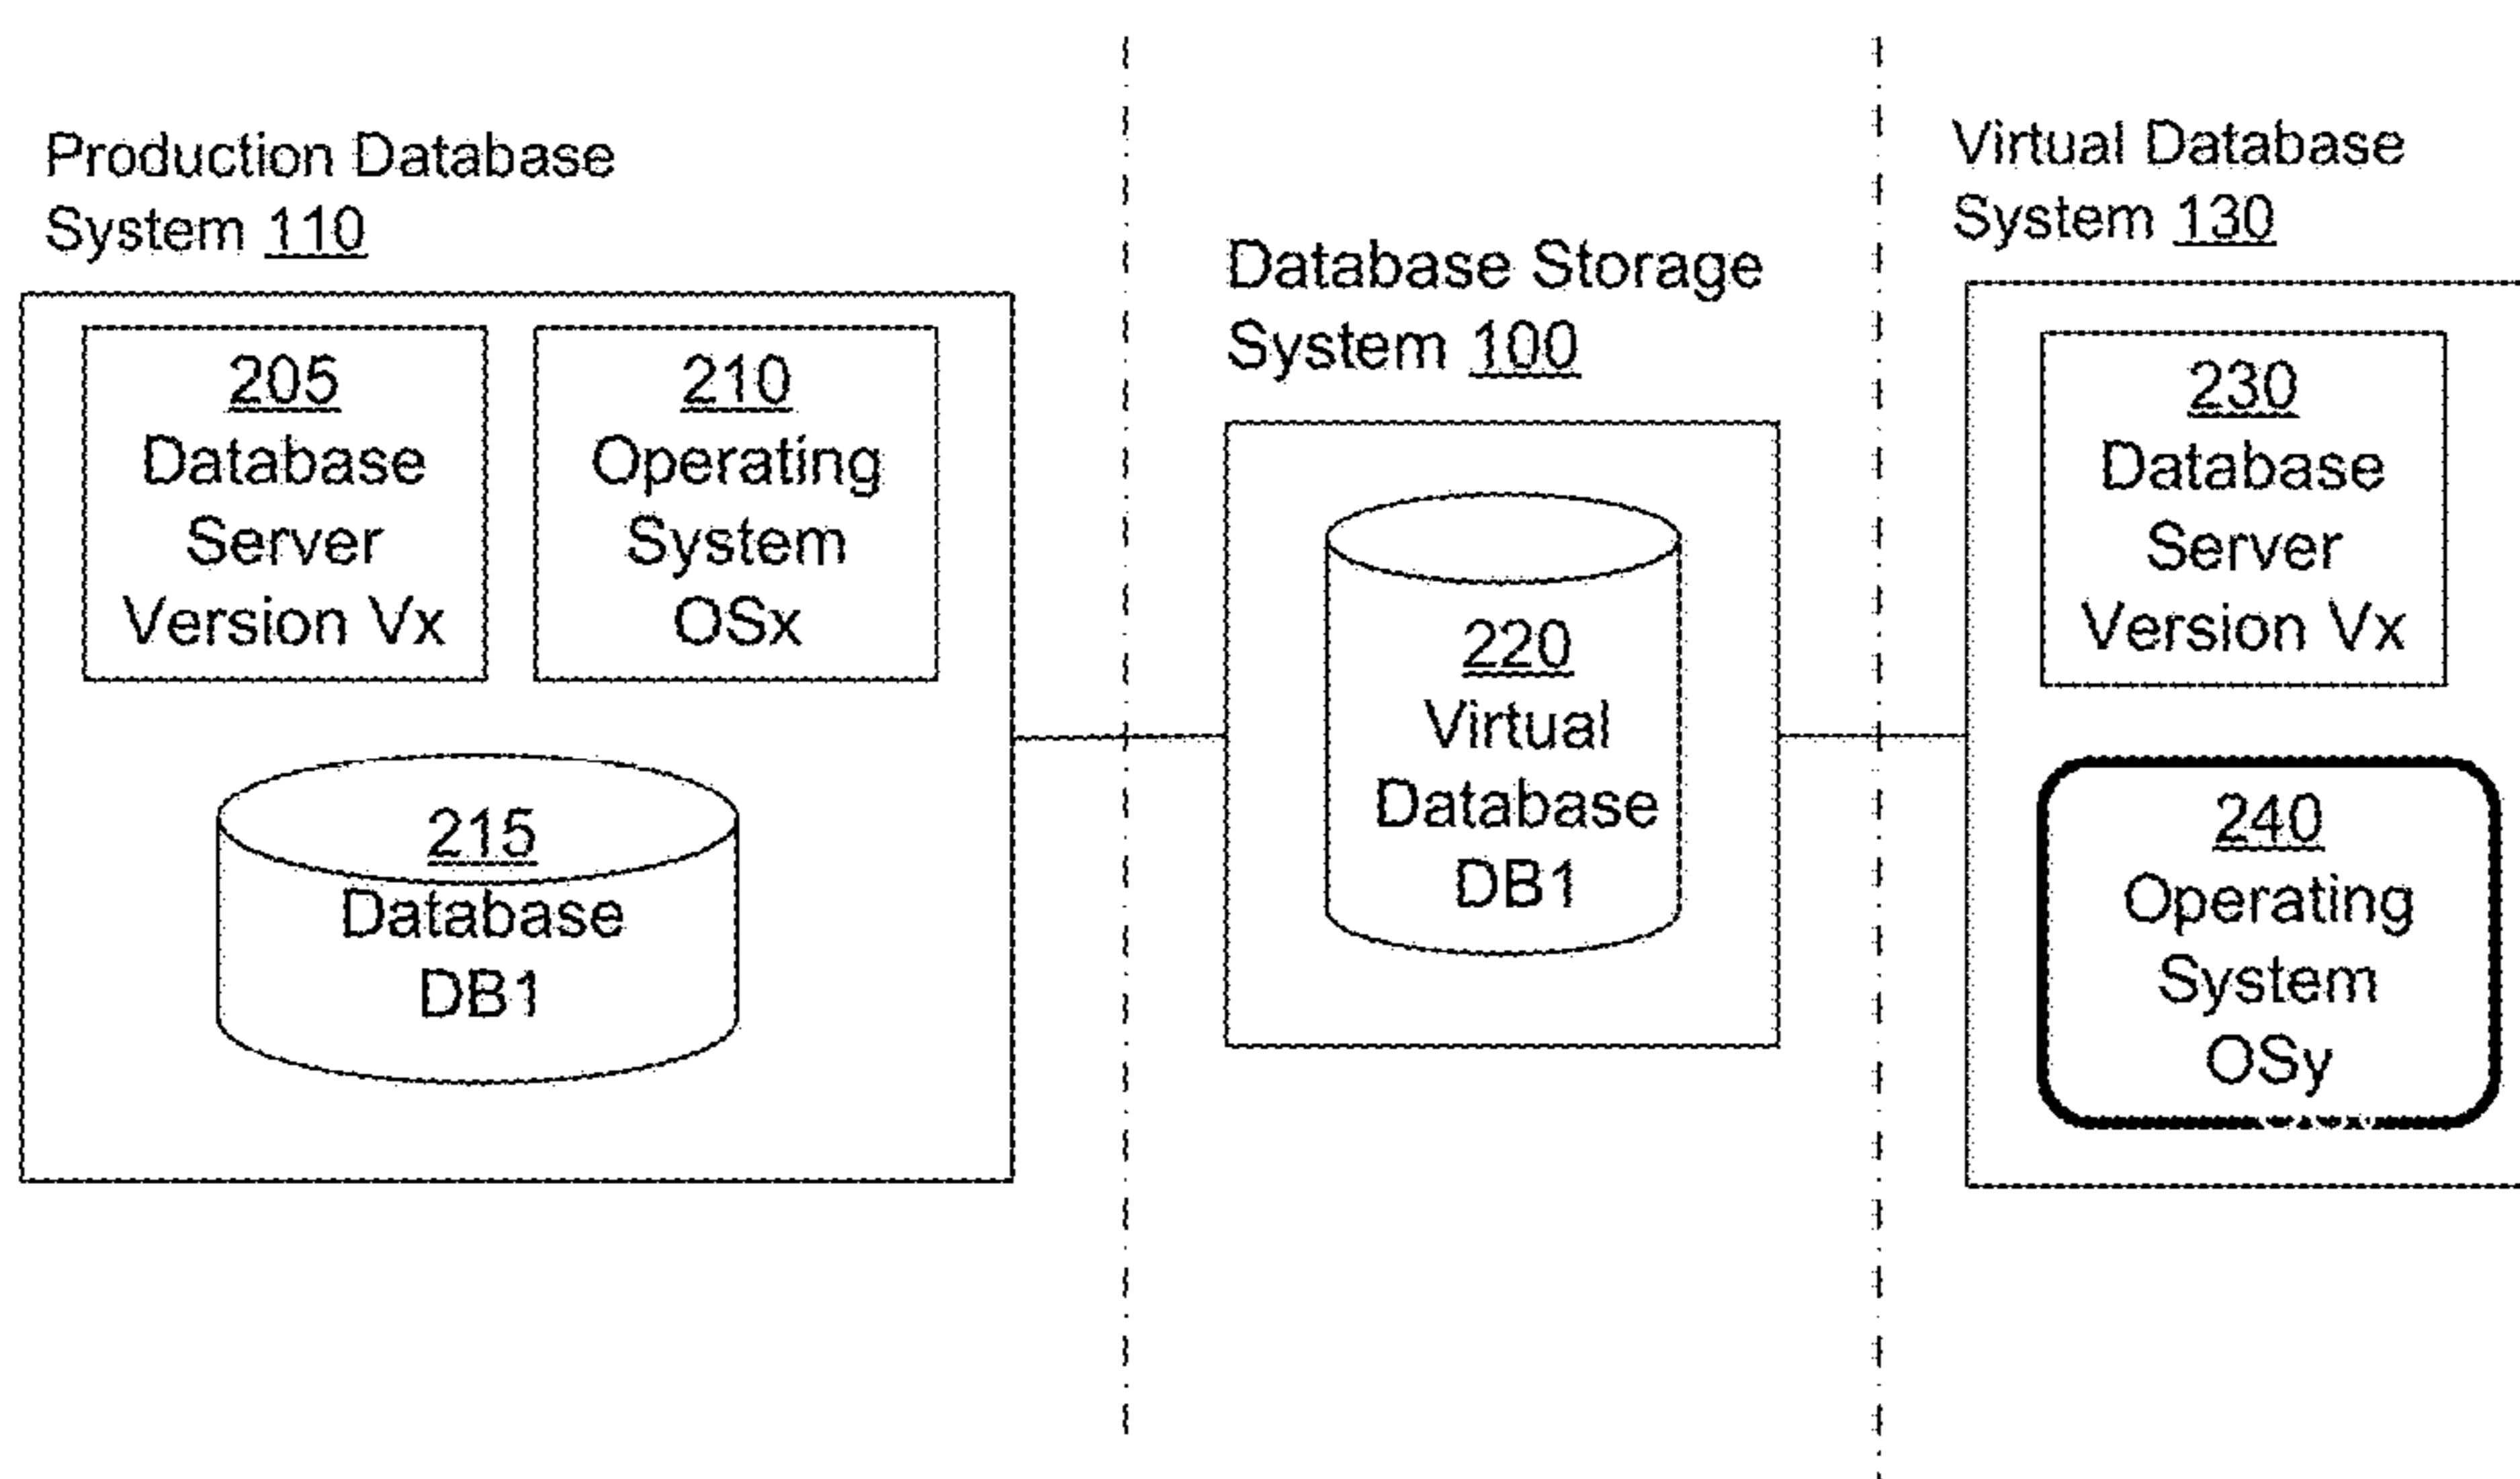 Production Database
System 110
205
Database
Server
Version Vx
210
Operating
System
OSx
215
Database
DB1
Database Storage
System 100
220
Virtual
Database
DB1
Virtual Database
System 130
230
Database
Server
Version Vx
240
Operating
System
OSy